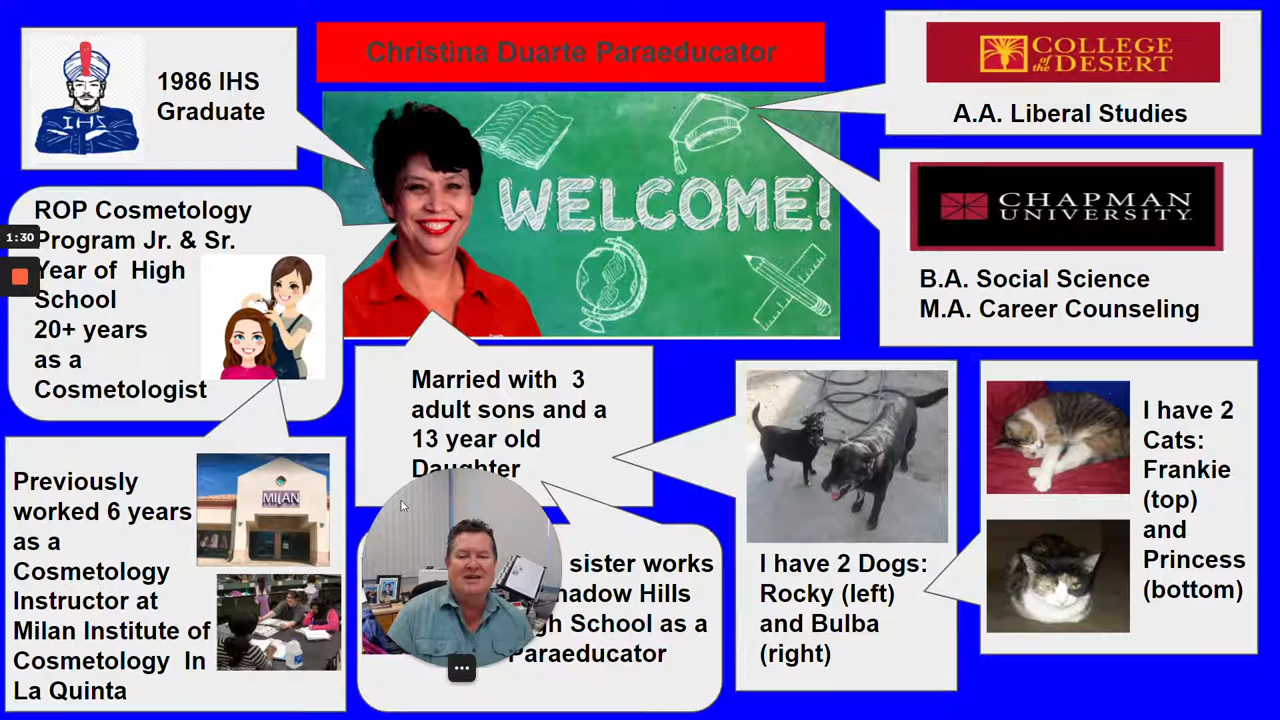 Christina Duarte Paraeducator
1986 IHS
Graduate
IHS
WELCOME!
COLLEGE
of the DESERT
A.A. Liberal Studies
CHAPMAN
UNIVERSITY
B.A. Social Science
M.A. Career Counseling
ROP Cosmetology
Program Jr. & Sr.
Year of High
School
20+ years
as a
Cosmetologist
1:30
Previously
worked 6 years
as a
Cosmetology
Instructor at
Milan Institute of
Cosmetology In
La Quinta
MILAN
Married with 3
adult sons and a
13 year old
Daughter
sister works
hadow Hills
gh School as a
Paraeducator
I have 2 Dogs:
Rocky (left)
and Bulba
(right)
I have 2
Cats:
Frankie
(top)
and
Princess
(bottom)